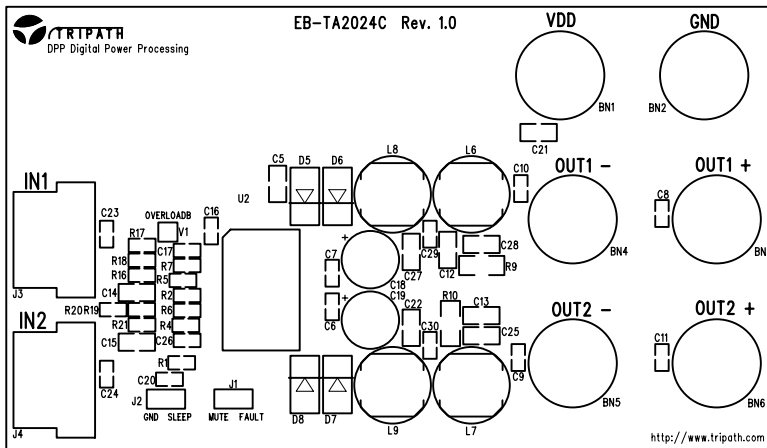 TRIPATH
DPP Digital Power Processing
EB-TA2024C Rev. 1.0
VDD
GND
BN1
BN2
C21
C5
D5
D6
L8
L6
C10
OUT1 -
OUT1 +
IN1
U2
C8
C23
OVERLOADB
C16
V1
R17
C17
BN4
BN
R18
R7
C7
C29
C28
R16
R5
C27
C12
R9
J3
C14
R2
C18
C19
R20
R19
R6
R10
C13
OUT2 -
OUT2 +
IN2
R21
R4
C6
C22
C30
C25
C15
C26
C9
C11
R1
C24
C20
J2
J1
GND SLEEP
MUTE FAULT
J4
D8
D7
L9
L7
BN5
BN6
http://www.tripath.com